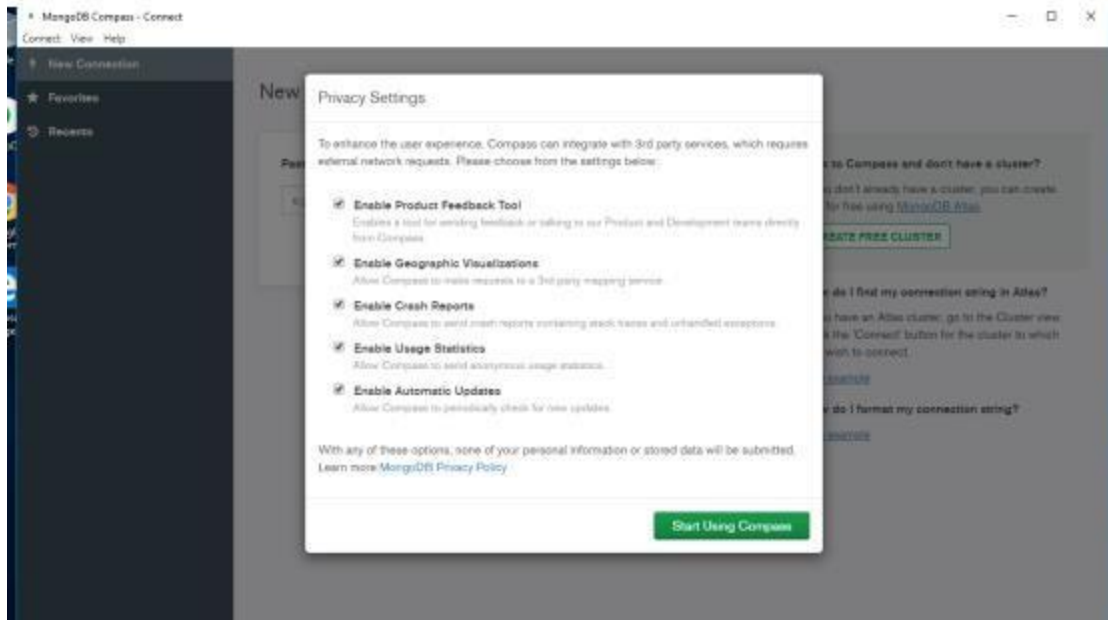 MongoDB Compass - Connect
Connect View Help
New Connection
Favorites
Recents
New
Privacy Settings
To enhance the user experience, Compass can integrate with 3rd party services, which requires
external network requests. Please choose from the settings below:
Enable Product Feedback Tool
Enables a tool for sending feedback or talking to our Product and Development teams directly
from Compass.
Enable Geographic Visualizations
Allow Compass to make requests to a 3rd party mapping service.
Enable Crash Reports
Allow Compass to send crash reports containing stack traces and unhandled exceptions.
Enable Usage Statistics
Allow Compass to send anonymous usage statistics.
Enable Automatic Updates
Allow Compass to periodically check for new updates.
With any of these options, none of your personal information or stored data will be submitted.
Learn more MongoDB Privacy Policy
Start Using Compass
to Compass and don't have a cluster?
don't already have a cluster, you can create
for free using MongoDB Atlas
EATE FREE CLUSTER
do I find my connection string in Atlas?
have an Atlas cluster, go to the Cluster view
the 'Connect' button for the cluster to which
wish to connect.
example
do I format my connection string?
example